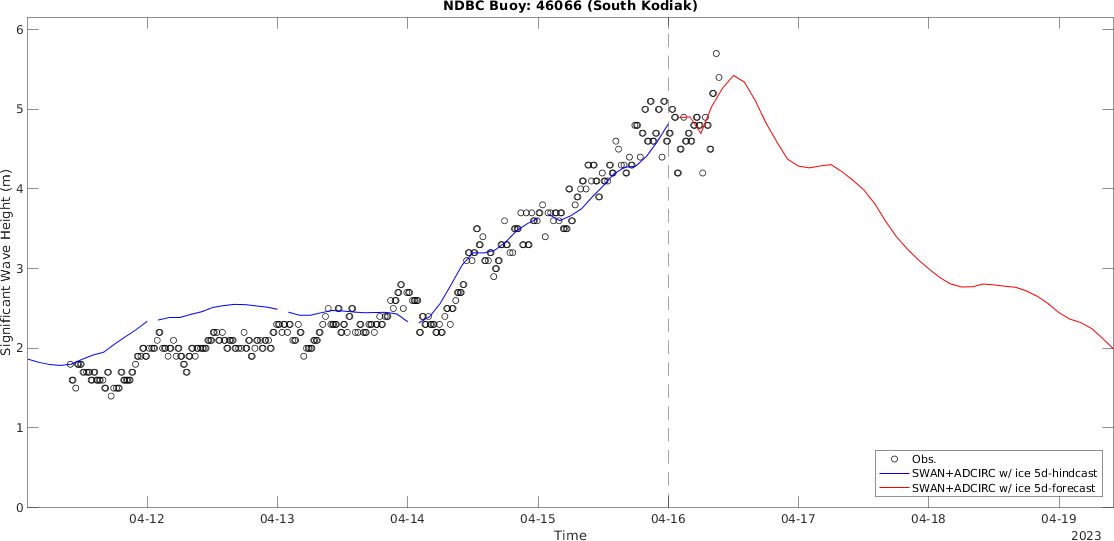 NDBC Buoy: 46066 (South Kodiak)
Significant Wave Height (m)
6
5
4
3
2
1
0
04-12
04-13
04-14
04-15
04-16
04-17
04-18
04-19
Time
2023
Obs.
SWAN+ADCIRC w/ ice 5d-hindcast
SWAN+ADCIRC w/ ice 5d-forecast